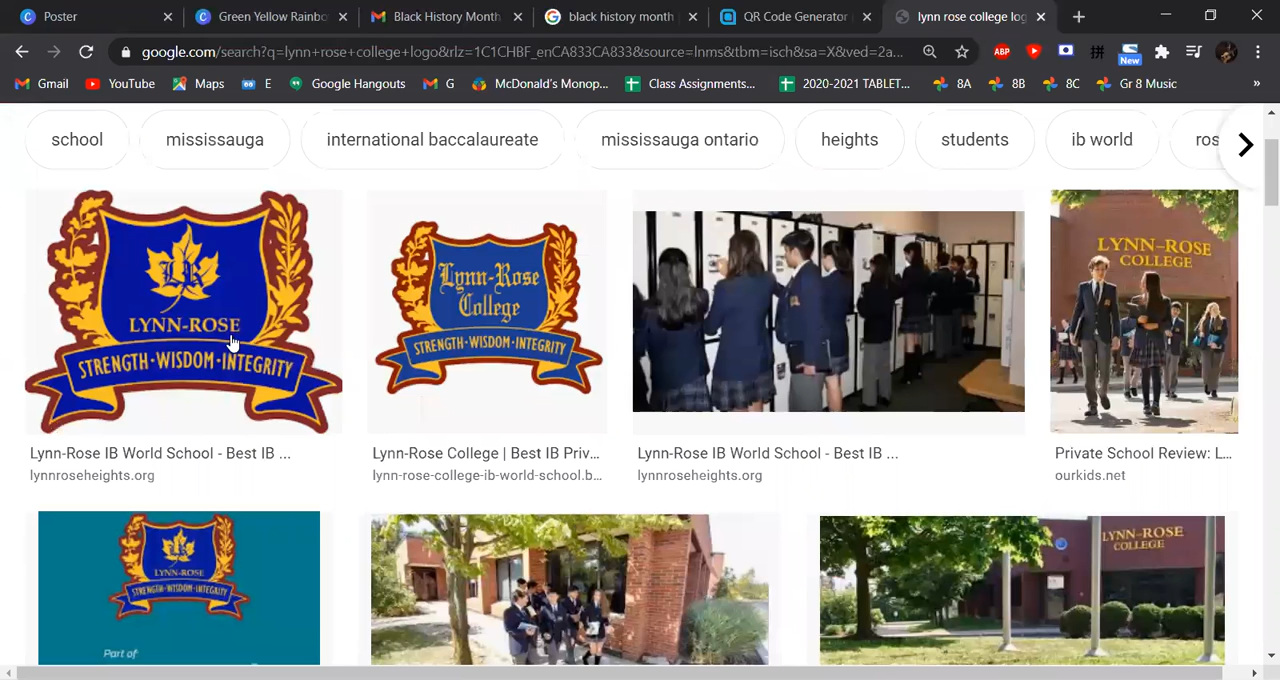 Poster
Green Yellow Rainbo
Black History Month
black history month
QR Code Generator
lynn rose college log
google.com/search?q=lynn+rose+college+logo&rlz=1C1CHBF_enCA833CA833&source=lnms&tbm=isch&sa=X&ved=2a...
ABP
New
Gmail YouTube Maps E Google Hangouts G McDonald's Monop... Class Assignments... 2020-2021 TABLET... 8A 8B 8C Gr 8 Music »
school mississauga international baccalaureate mississauga ontario heights students ib world ros
LR
LYNN-ROSE
STRENGTH·WISDOM·INTEGRITY
Lynn-Rose
College
STRENGTH·WISDOM·INTEGRITY
LYNN-ROSE
COLLEGE
Lynn-Rose IB World School - Best IB ...
lynnroseheights.org
Lynn-Rose College | Best IB Priv...
lynn-rose-college-ib-world-school.b...
Lynn-Rose IB World School - Best IB ...
lynnroseheights.org
Private School Review: L...
ourkids.net
LYNN-ROSE
STRENGTH·WISDOM·INTEGRITY
Part of
LYNN-ROSE
COLLEGE